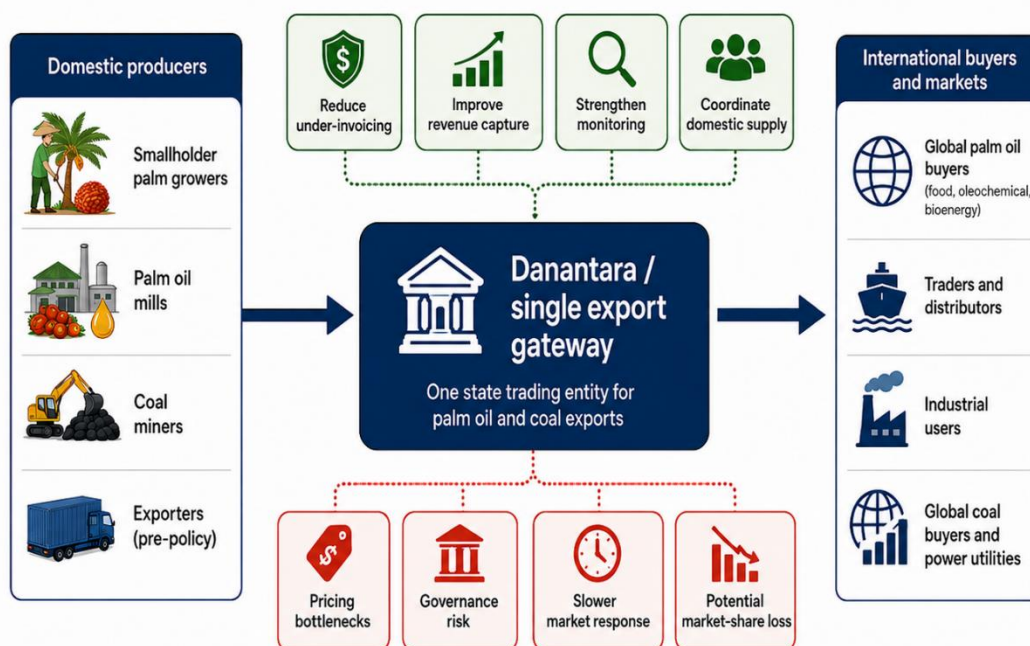 Domestic producers
Smallholder
palm growers
Palm oil
mills
Coal
miners
Exporters
(pre-policy)
$
Reduce
under-invoicing
Improve
revenue capture
Strengthen
monitoring
Coordinate
domestic supply
Danantara /
single export
gateway
One state trading entity for
palm oil and coal exports
$
Pricing
bottlenecks
Governance
risk
Slower
market response
Potential
market-share loss
International buyers
and markets
Global palm oil
buyers
(food, oleochemical,
bioenergy)
Traders and
distributors
Industrial
users
Global coal
buyers and
power utilities